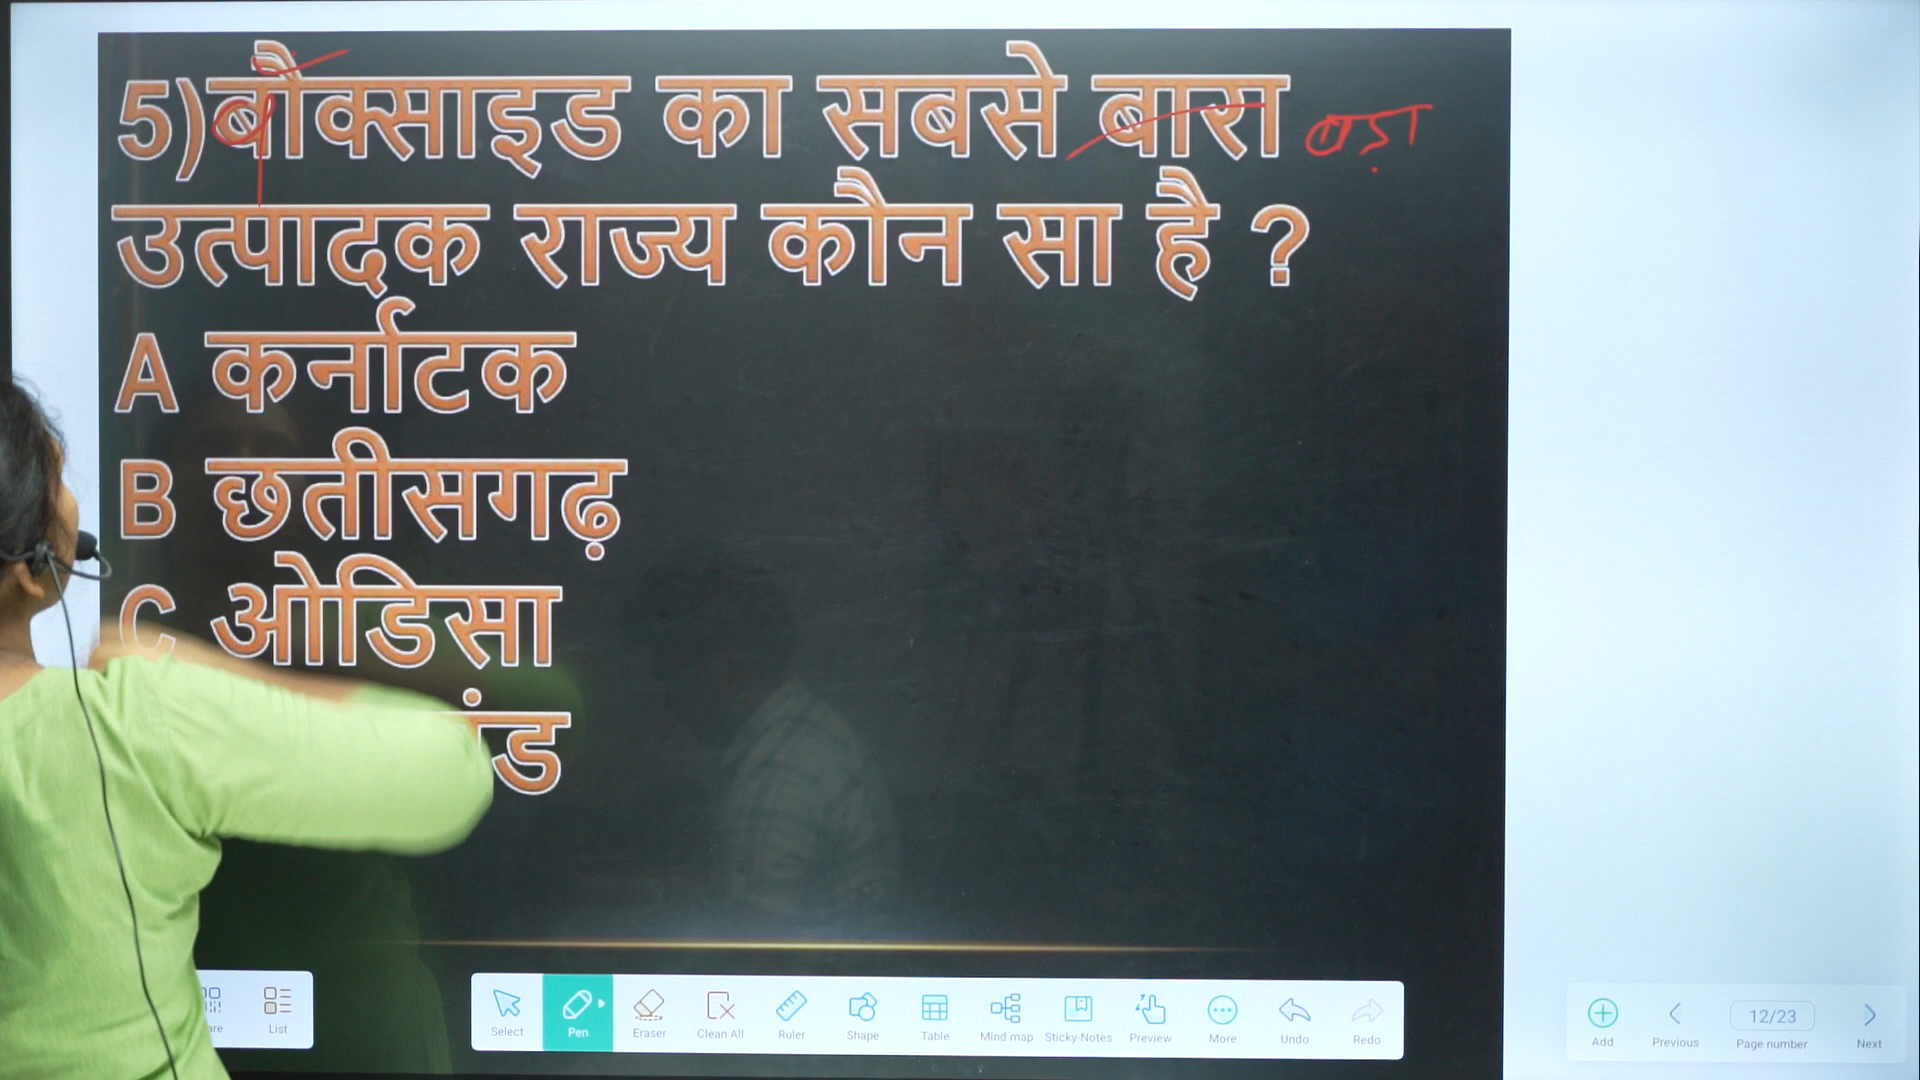 5)बौक्साइड का सबसे बारा बड़ा
उत्पादक राज्य कौन सा है ?
A कर्नाटक
B छतीसगढ़
C ओडिसा
List
Select
Pen
Eraser
Clean All
Ruler
Shape
Table
Mind map
Sticky-Notes
Preview
More
Undo
Redo
Add
Previous
12/23
Page number
Next